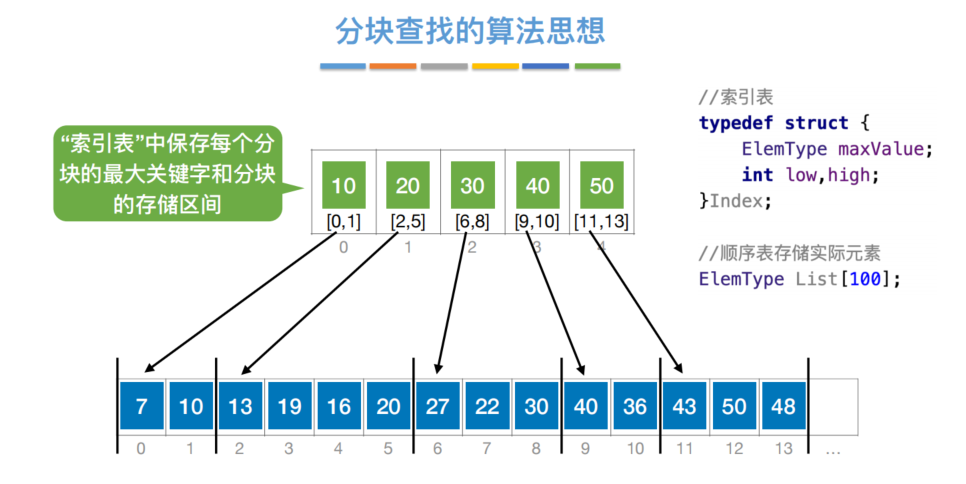 分块查找的算法思想
“索引表”中保存每个分
块的最大关键字和分块
的存储区间
10 20 30 40 50
[0,1] [2,5] [6,8] [9,10] [11,13]
0 1 2 3 4
//索引表
typedef struct {
ElemType maxValue;
int low,high;
}Index;
//顺序表存储实际元素
ElemType List[100];
7 10 13 19 16 20 27 22 30 40 36 43 50 48
0 1 2 3 4 5 6 7 8 9 10 11 12 13 …